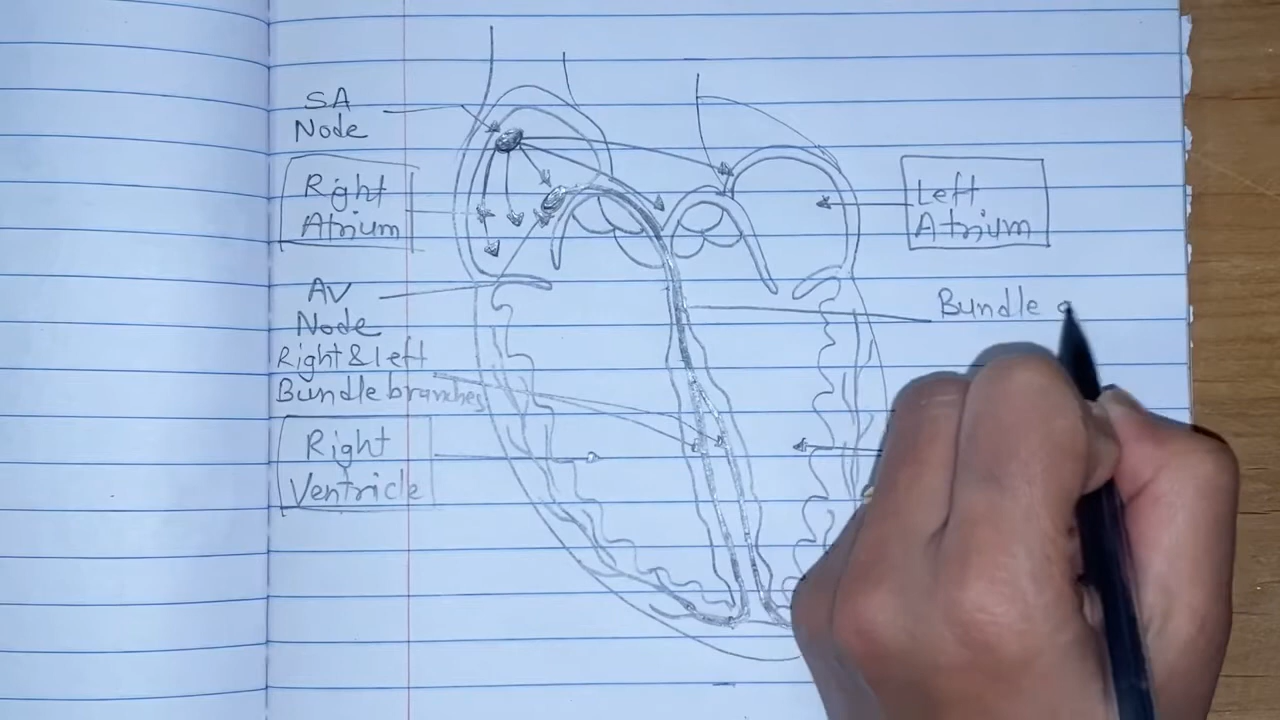 SA
Node
Right
Atrium
Left
Atrium
AV
Node
Bundle
Right & Left
Bundle branches
Right
Ventricle